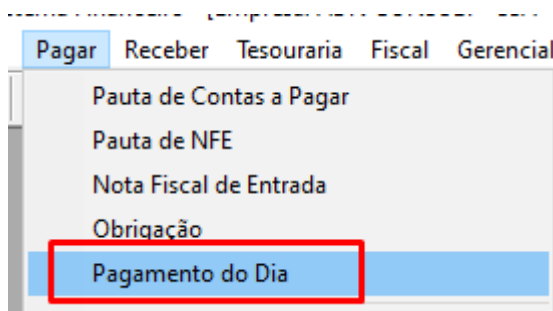 Pagar Receber Tesouraria Fiscal Gerencial
Pauta de Contas a Pagar
Pauta de NFE
Nota Fiscal de Entrada
Obrigação
Pagamento do Dia